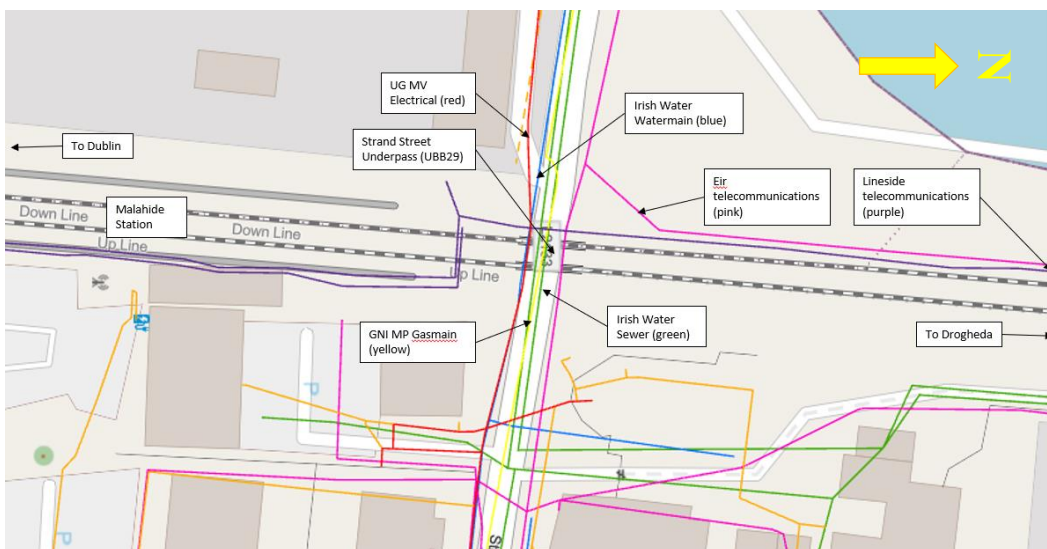 N
UG MV
Electrical (red)
Irish Water
Watermain (blue)
To Dublin
Strand Street
Underpass (UBB29)
Eir
telecommunications
(pink)
Lineside
telecommunications
(purple)
Down Line
Malahide
Station
Down Line
Up Line
Up Line
GNI MP Gasmain
(yellow)
Irish Water
Sewer (green)
To Drogheda
P
P
P
St